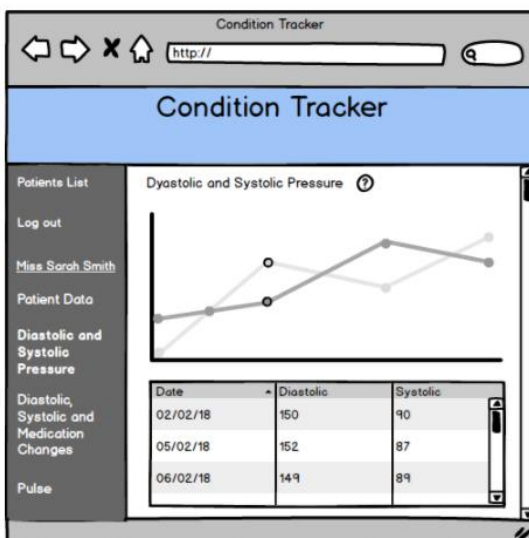 Condition Tracker
http://
Condition Tracker
Patients List
Log out
Miss Sarah Smith
Patient Data
Diastolic and
Systolic
Pressure
Diastolic,
Systolic and
Medication
Changes
Pulse
Dyastolic and Systolic Pressure ?
Date Diastolic Systolic
02/02/18 150 90
05/02/18 152 87
06/02/18 149 89